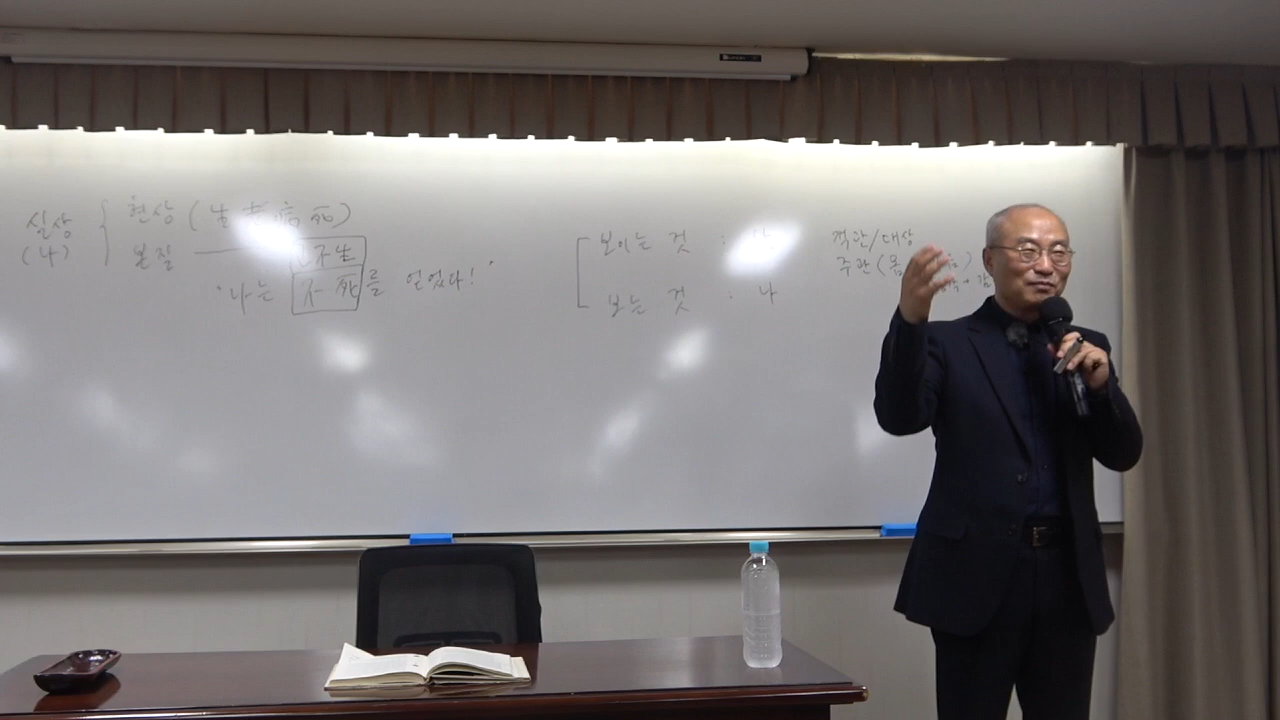 실상 현상 (生老病死)
(나) 본질 不生
"나는 不死를 얻었다!"
보이는 것 :
보는 것 : 나
객관/대상
주관 (몸